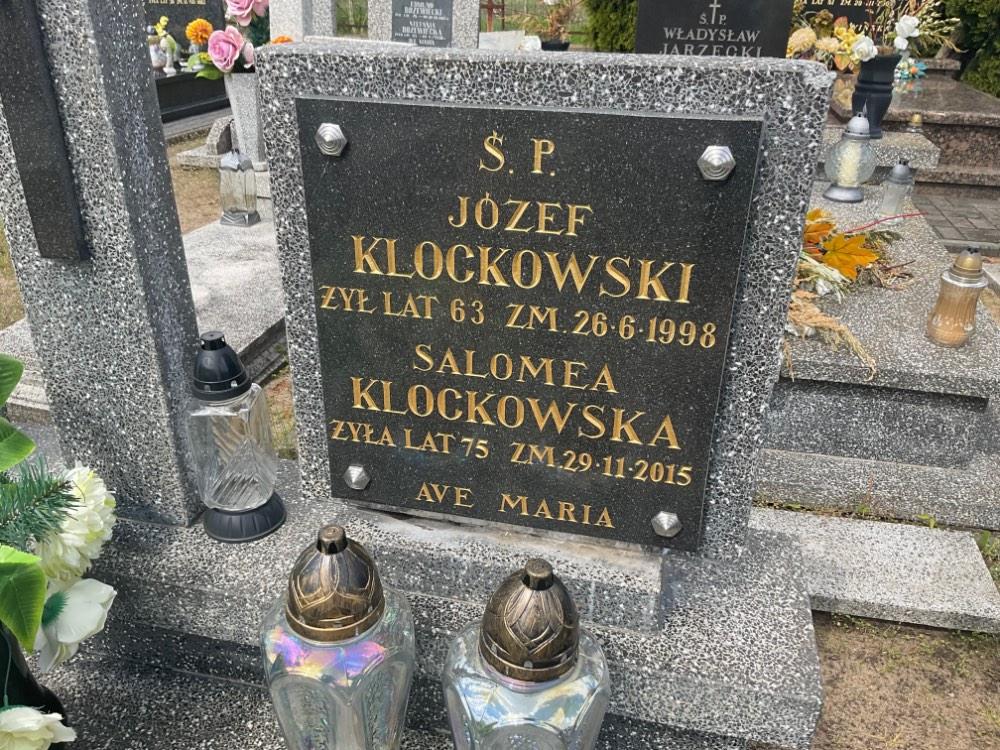 Ś. P.
JÓZEF
KLOCKOWSKI
ŻYŁ LAT 63 ZM. 26·6·1998
SALOMEA
KLOCKOWSKA
ŻYŁA LAT 75 ZM. 29·11·2015
AVE MARIA
Ś. P.
WŁADYSŁAW
JARZĘCKI